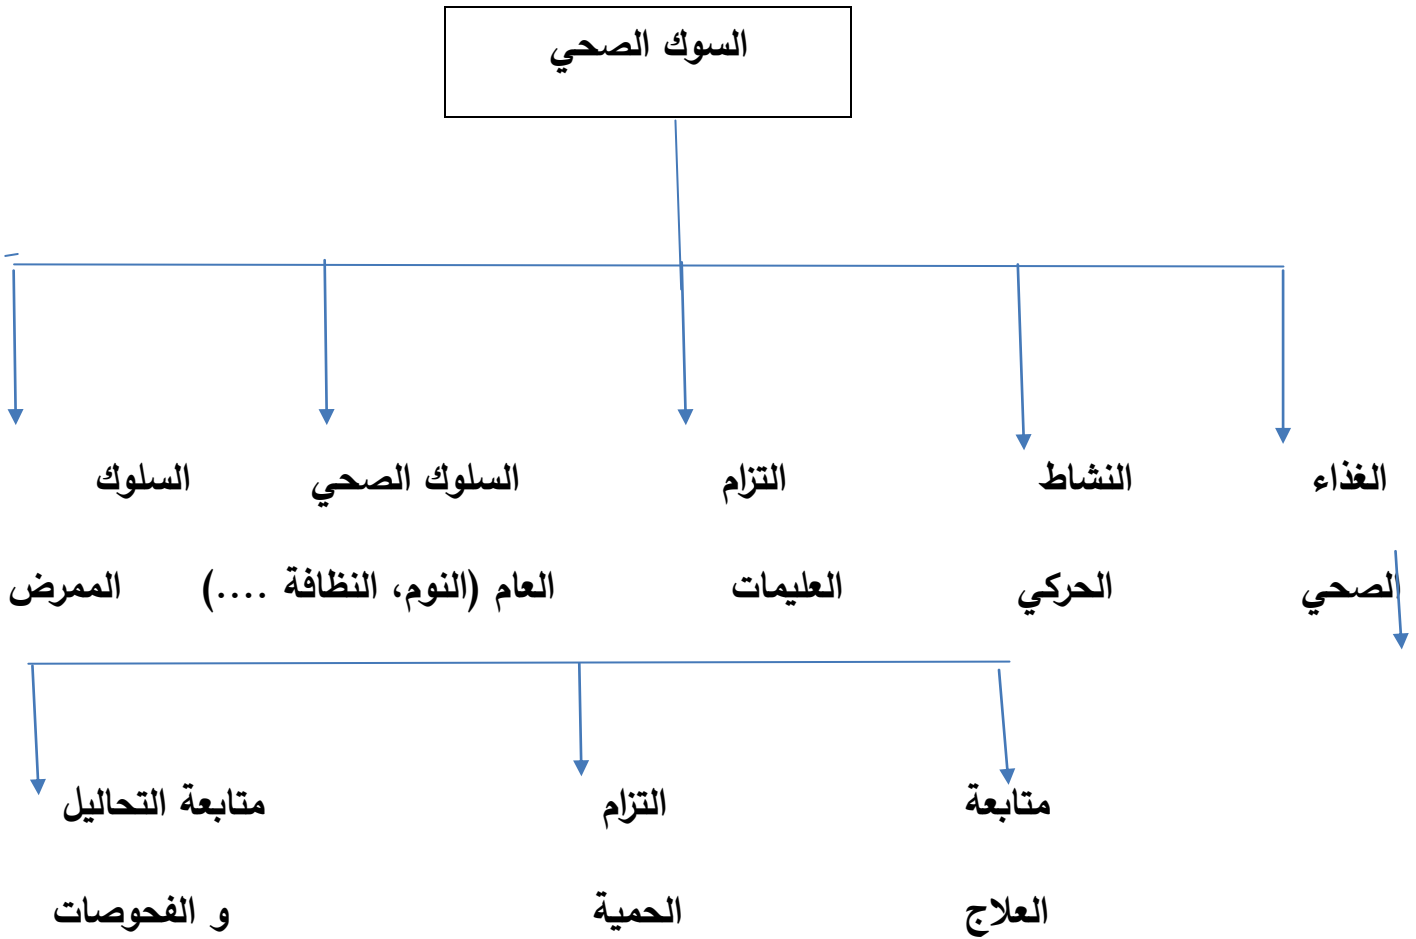 السوك الصحي
الغذاء النشاط التزام السلوك الصحي السلوك
الصحي الحركي العليمات العام (النوم، النظافة ....) الممرض
متابعة التزام متابعة التحاليل
العلاج الحمية و الفحوصات